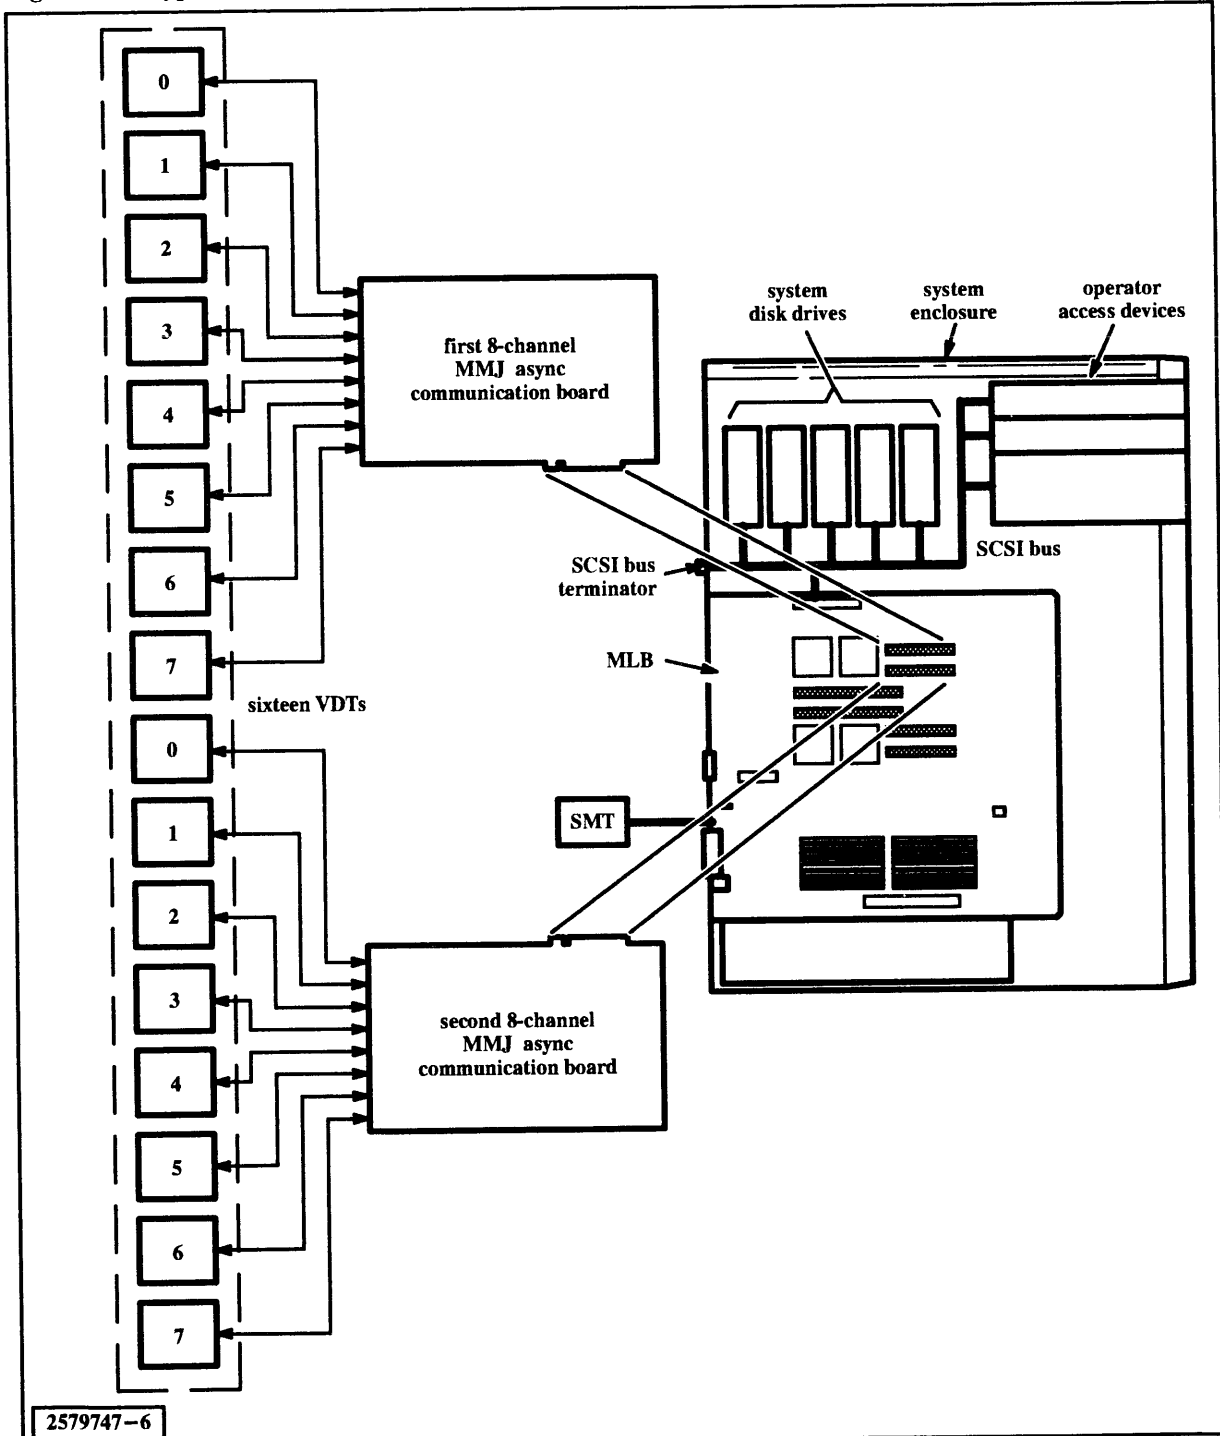 0
1
2
3
4
5
6
7
first 8-channel
MMJ async
communication board
system
disk drives
system
enclosure
operator
access devices
SCSI bus
SCSI bus
terminator
MLB
sixteen VDTs
SMT
0
1
2
3
4
5
6
7
second 8-channel
MMJ async
communication board
2579747-6